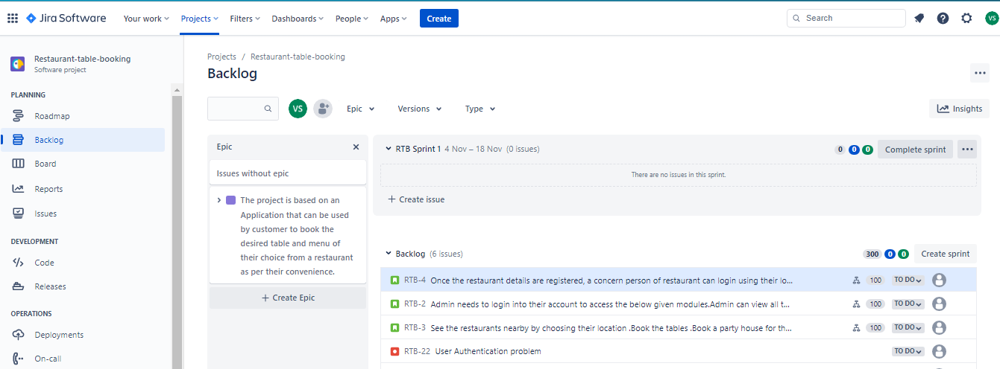 Jira Software
Your work
Projects
Filters
Dashboards
People
Apps
Create
Search
VS
Restaurant-table-booking
Software project
PLANNING
Roadmap
Backlog
Board
Reports
Issues
DEVELOPMENT
Code
Releases
OPERATIONS
Deployments
On-call
Projects / Restaurant-table-booking
Backlog
VS
Epic
Versions
Type
Insights
Epic
Issues without epic
The project is based on an
Application that can be used
by customer to book the
desired table and menu of
their choice from a restaurant
as per their convenience.
+ Create Epic
RTB Sprint 1 4 Nov – 18 Nov (0 issues)
0 0 0
Complete sprint
There are no issues in this sprint.
+ Create issue
Backlog (6 issues)
300 0 0
Create sprint
RTB-4 Once the restaurant details are registered, a concern person of restaurant can login using their lo... 100 TO DO
RTB-2 Admin needs to login into their account to access the below given modules.Admin can view all t... 100 TO DO
RTB-3 See the restaurants nearby by choosing their location .Book the tables .Book a party house for th... 100 TO DO
RTB-22 User Authentication problem TO DO